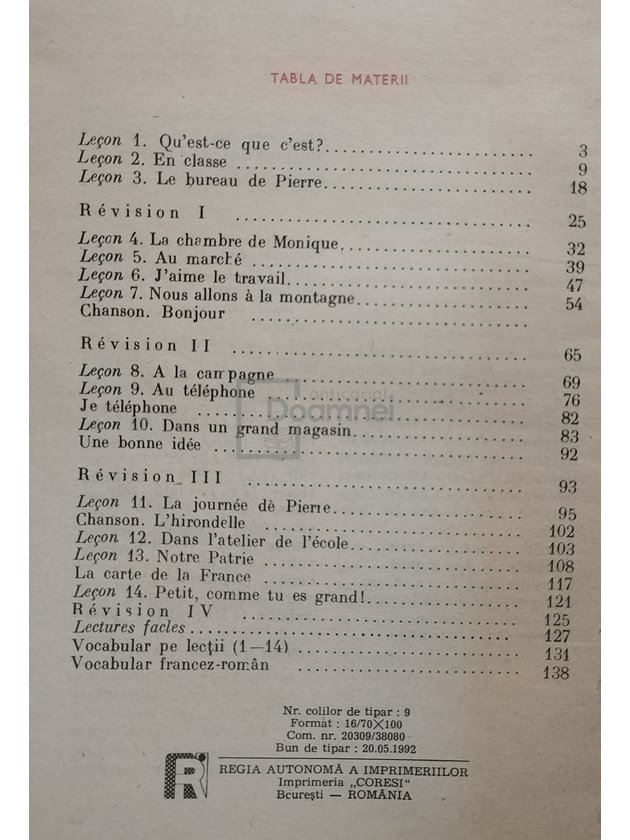 TABLA DE MATERII
Leçon 1. Qu'est-ce que c'est?.............................. 3
Leçon 2. En classe .............................. 9
Leçon 3. Le bureau de Pierre.............................. 18
Révision I .............................. 25
Leçon 4. La chambre de Monique.............................. 32
Leçon 5. Au marché .............................. 39
Leçon 6. J'aime le travail.............................. 47
Leçon 7. Nous allons à la montagne.............................. 54
Chanson. Bonjour ..............................
Révision II .............................. 65
Leçon 8. A la campagne .............................. 69
Leçon 9. Au téléphone .............................. 76
Je téléphone .............................. 82
Leçon 10. Dans un grand magasin.............................. 83
Une bonne idée .............................. 92
Révision III .............................. 93
Leçon 11. La journée de Pierre.............................. 95
Chanson. L'hirondelle .............................. 102
Leçon 12. Dans l'atelier de l'école.............................. 103
Leçon 13. Notre Patrie .............................. 108
La carte de la France .............................. 117
Leçon 14. Petit, comme tu es grand!.............................. 121
Révision IV .............................. 125
Lectures facles.............................. 127
Vocabular pe lecții (1—14) .............................. 131
Vocabular francez-român .............................. 138
anticariat
Doamnei
Nr. colilor de tipar : 9
Format : 16/70×100
Com. nr. 20309/38080
Bun de tipar : 20.05.1992
R
REGIA AUTONOMĂ A IMPRIMERIILOR
Imprimeria „CORESI"
Bcurești — ROMÂNIA